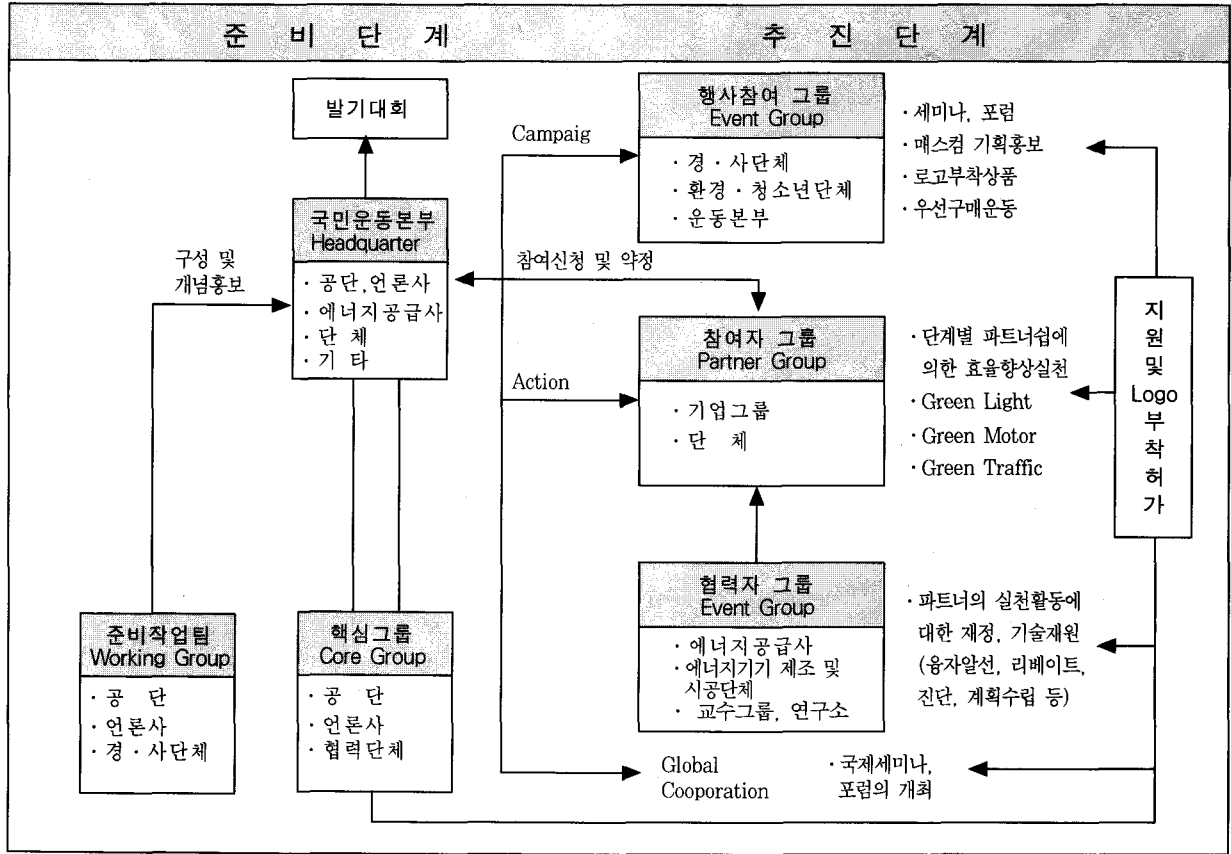 준 비 단 계
추 진 단 계
발기대회
국민운동본부
Headquarter
· 공단,언론사
· 에너지공급사
· 단 체
· 기 타
구성 및
개념홍보
준비작업팀
Working Group
· 공 단
· 언론사
· 경 · 사단체
핵심그룹
Core Group
· 공 단
· 언론사
· 협력단체
Campaig
행사참여 그룹
Event Group
· 경 · 사단체
· 환경 · 청소년단체
· 운동본부
· 세미나, 포럼
· 매스컴 기획홍보
· 로고부착상품
· 우선구매운동
참여신청 및 약정
Action
참여자 그룹
Partner Group
· 기업그룹
· 단 체
· 단계별 파트너쉽에
의한 효율향상실천
· Green Light
· Green Motor
· Green Traffic
협력자 그룹
Event Group
· 에너지공급사
· 에너지기기 제조 및
시공단체
· 교수그룹, 연구소
· 파트너의 실천활동에
대한 재정, 기술재원
(융자알선, 리베이트,
진단, 계획수립 등)
Global
Cooporation
· 국제세미나,
포럼의 개최
지
원
및
Logo
부
착
허
가